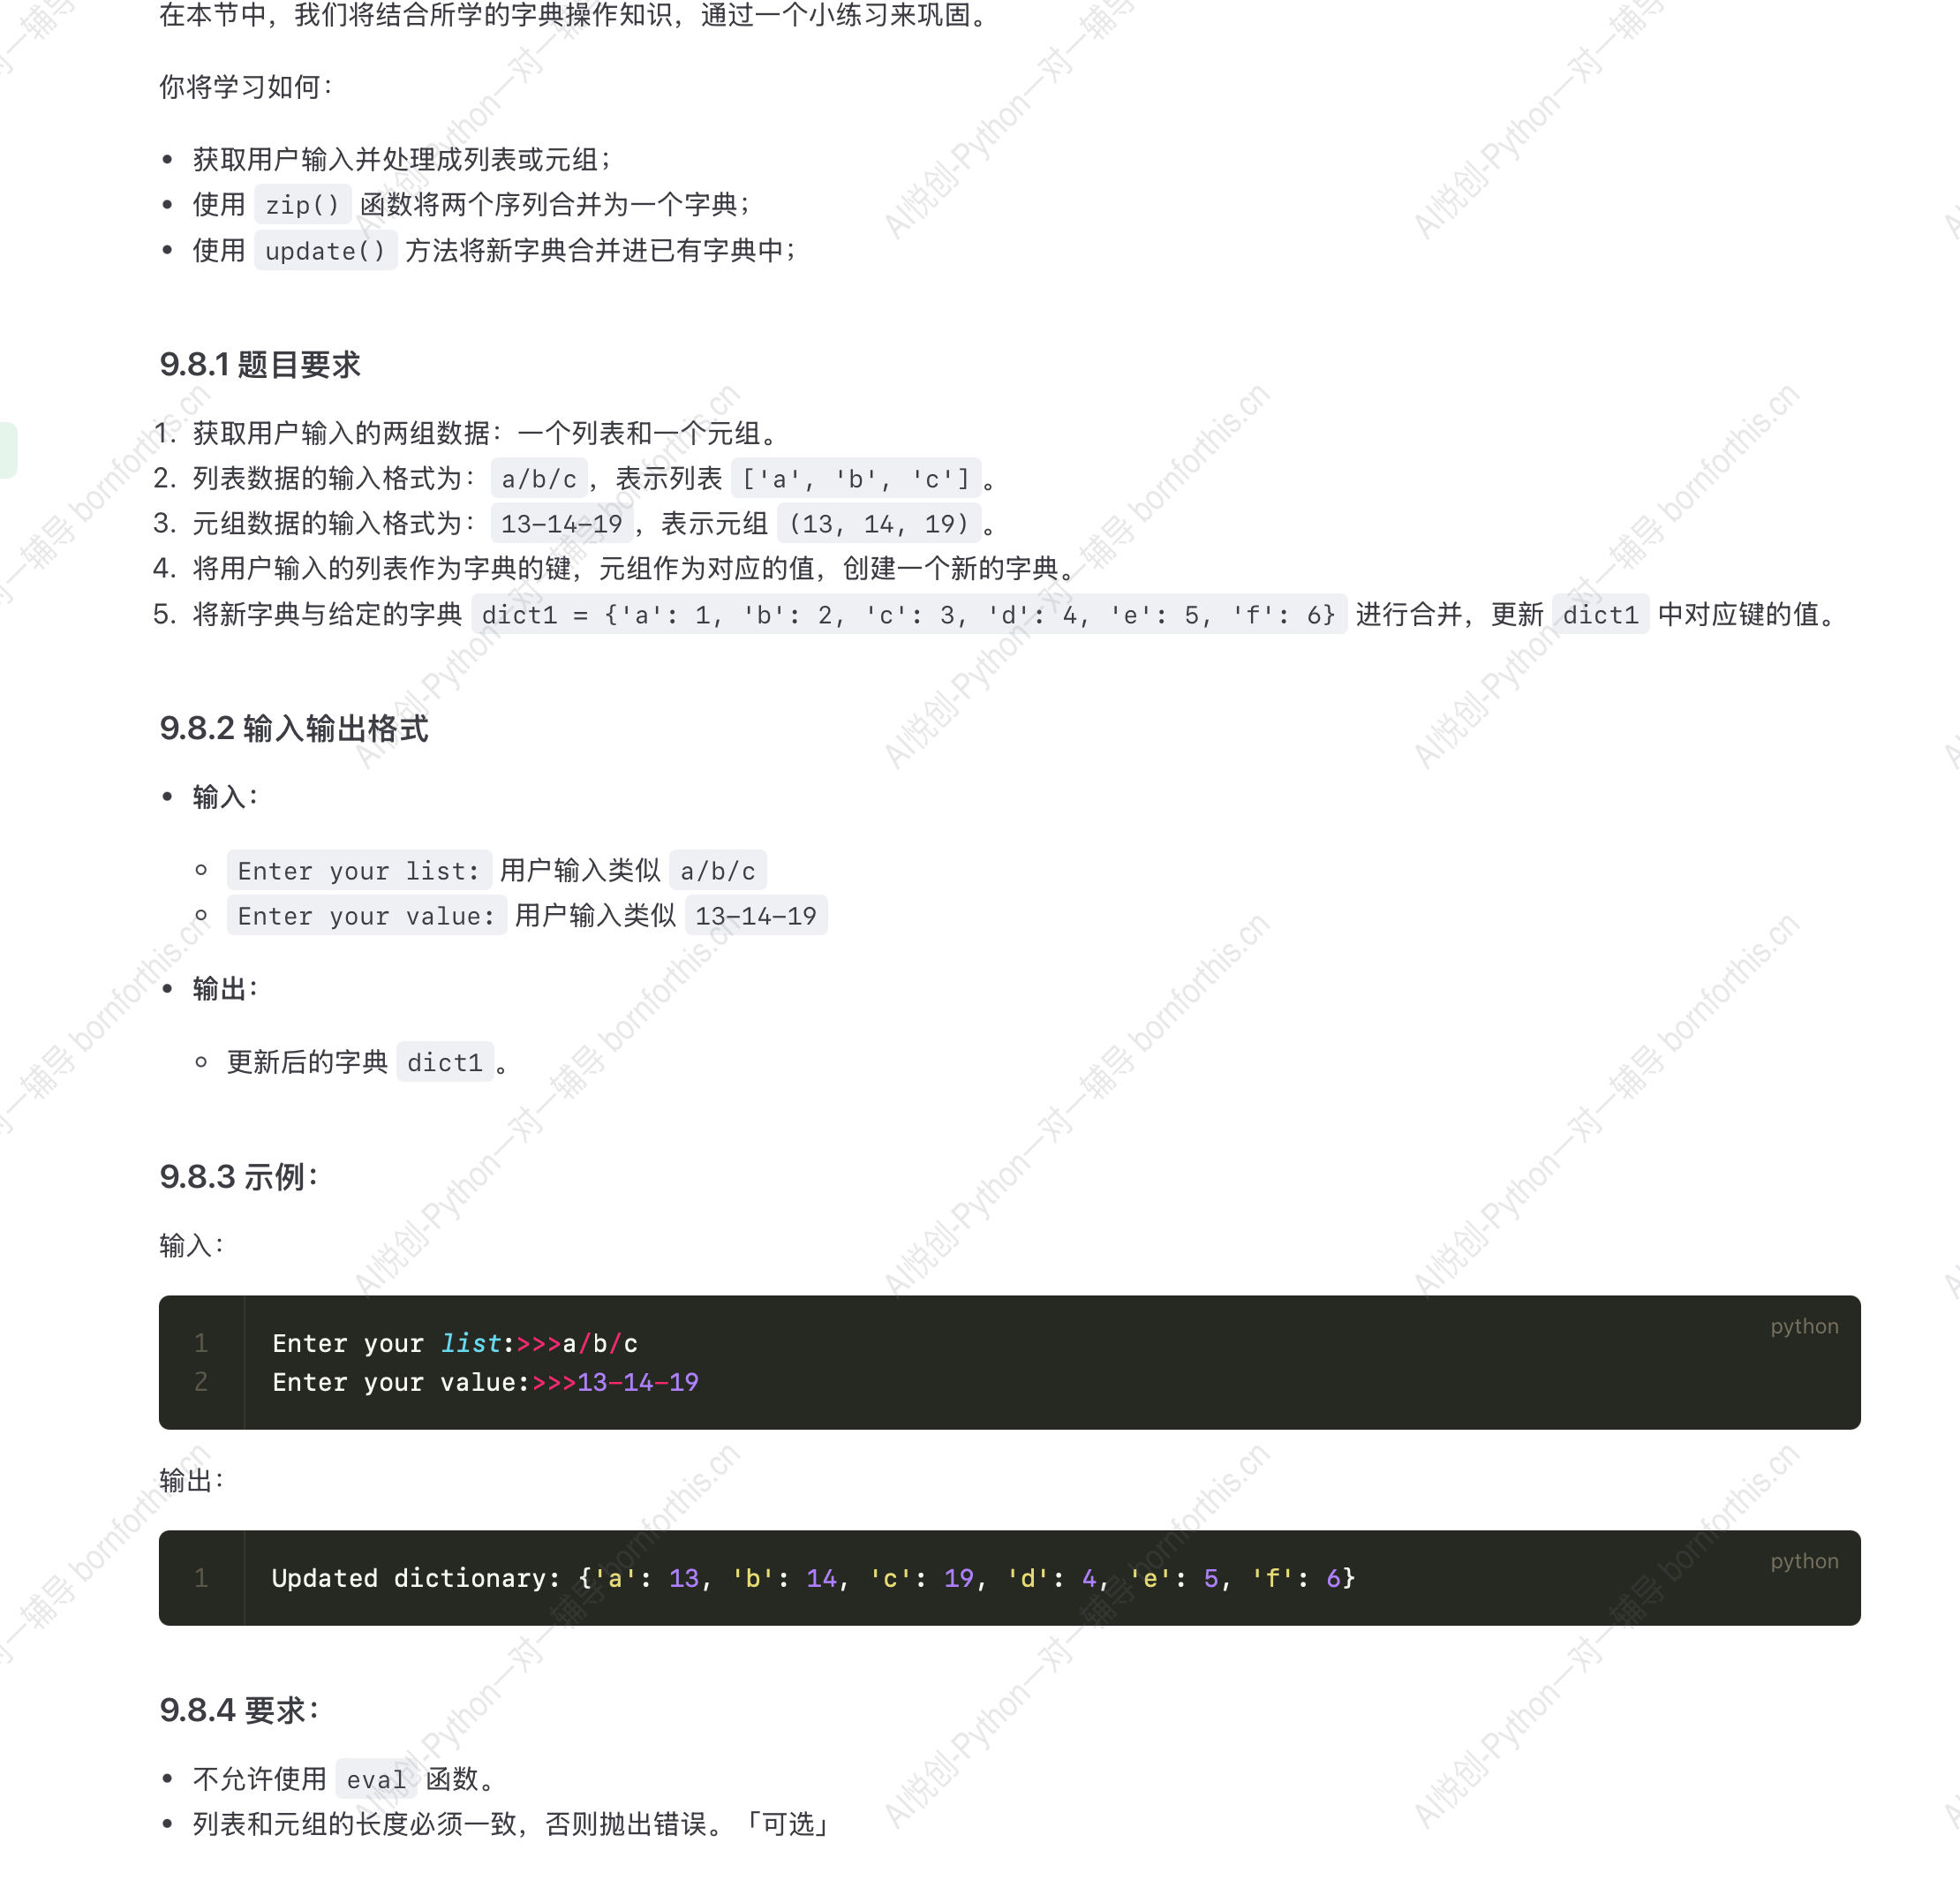 在本节中，我们将结合所学的字典操作知识，通过一个小练习来巩固。
你将学习如何：
• 获取用户输入并处理成列表或元组；
• 使用 zip() 函数将两个序列合并为一个字典；
• 使用 update() 方法将新字典合并进已有字典中；
9.8.1 题目要求
1. 获取用户输入的两组数据：一个列表和一个元组。
2. 列表数据的输入格式为：a/b/c，表示列表 ['a', 'b', 'c']。
3. 元组数据的输入格式为：13-14-19，表示元组 (13, 14, 19)。
4. 将用户输入的列表作为字典的键，元组作为对应的值，创建一个新的字典。
5. 将新字典与给定的字典 dict1 = {'a': 1, 'b': 2, 'c': 3, 'd': 4, 'e': 5, 'f': 6} 进行合并，更新 dict1 中对应键的值。
9.8.2 输入输出格式
• 输入：
◦ Enter your list: 用户输入类似 a/b/c
◦ Enter your value: 用户输入类似 13-14-19
• 输出：
◦ 更新后的字典 dict1。
9.8.3 示例：
输入：
python
1 Enter your list:>>>a/b/c
2 Enter your value:>>>13-14-19
输出：
python
1 Updated dictionary: {'a': 13, 'b': 14, 'c': 19, 'd': 4, 'e': 5, 'f': 6}
9.8.4 要求：
• 不允许使用 eval 函数。
• 列表和元组的长度必须一致，否则抛出错误。「可选」
AI悦创-Python一对一辅导 bornforthis.cn